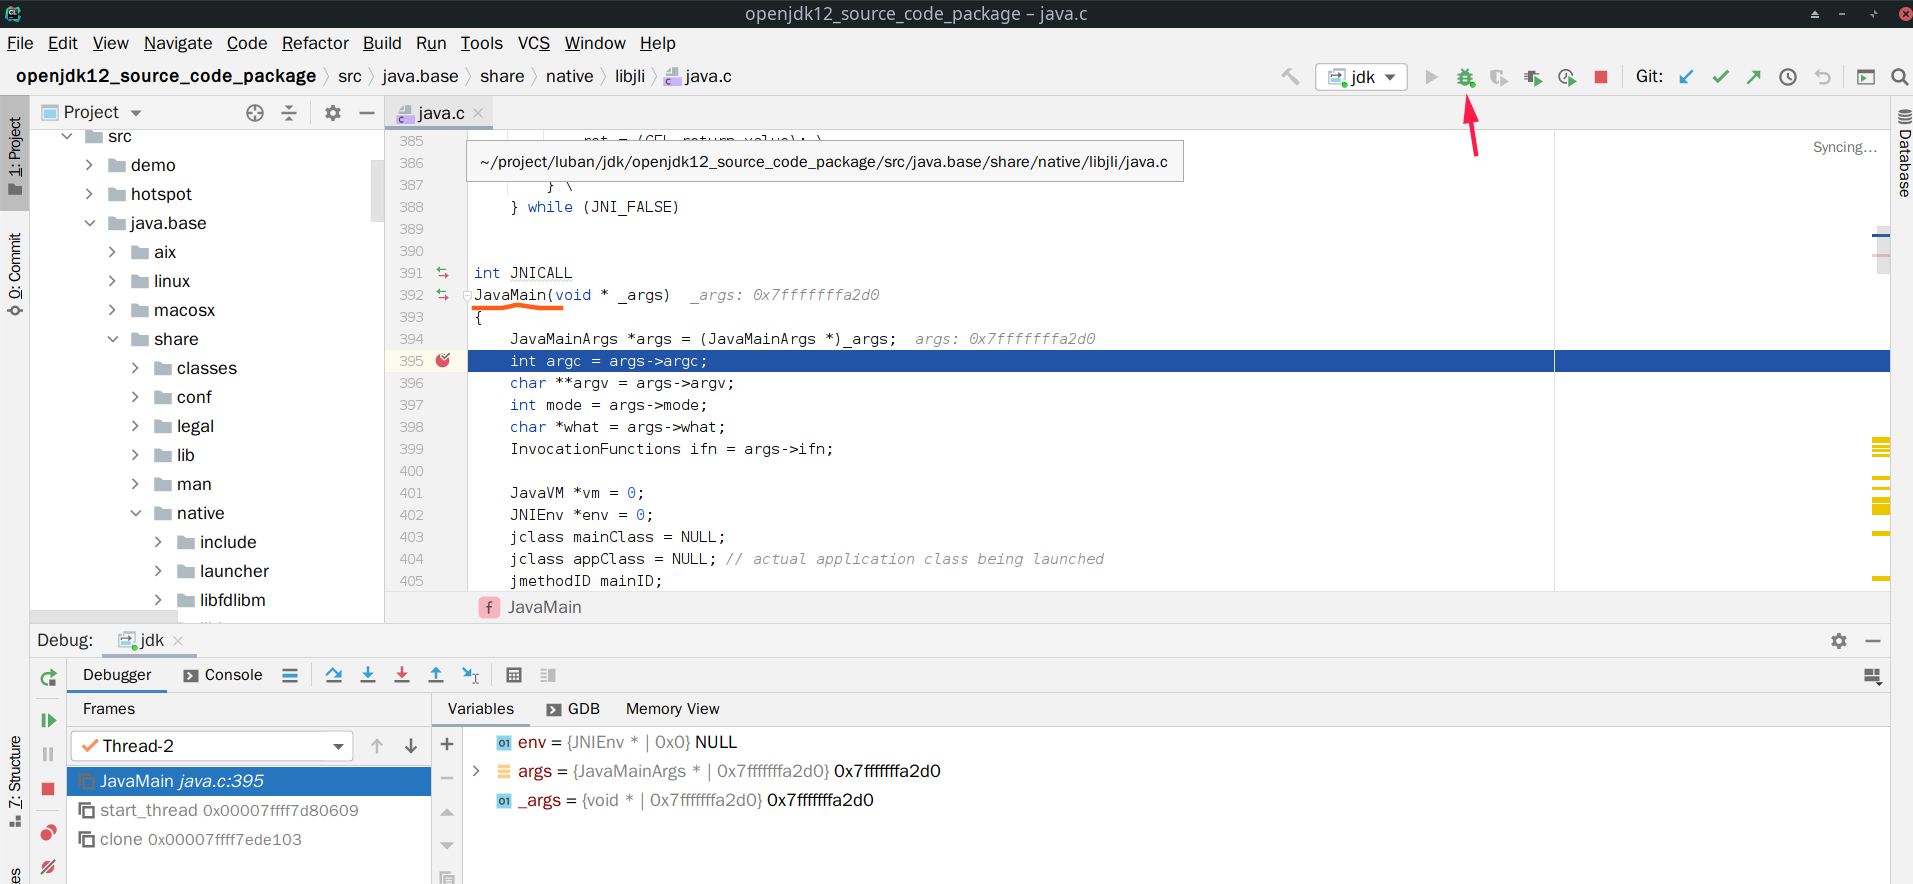 openjdk12_source_code_package – java.c
File Edit View Navigate Code Refactor Build Run Tools VCS Window Help
openjdk12_source_code_package src java.base share native libjli java.c
jdk
Git:
1: Project
0: Commit
7: Structure
Database
Project
src
demo
hotspot
java.base
aix
linux
macosx
share
classes
conf
legal
lib
man
native
include
launcher
libfdlibm
java.c
Syncing...
385
~/project/luban/jdk/openjdk12_source_code_package/src/java.base/share/native/libjli/java.c
386
387 } \
388 } while (JNI_FALSE)
389
390
391 int JNICALL
392 JavaMain(void * _args) _args: 0x7fffffffa2d0
393 {
394 JavaMainArgs *args = (JavaMainArgs *)_args; args: 0x7fffffffa2d0
395 int argc = args->argc;
396 char **argv = args->argv;
397 int mode = args->mode;
398 char *what = args->what;
399 InvocationFunctions ifn = args->ifn;
400
401 JavaVM *vm = 0;
402 JNIEnv *env = 0;
403 jclass mainClass = NULL;
404 jclass appClass = NULL; // actual application class being launched
405 jmethodID mainID;
f JavaMain
Debug: jdk
Debugger Console
Frames
Variables GDB Memory View
Thread-2
JavaMain java.c:395
start_thread 0x00007ffff7d80609
clone 0x00007ffff7ede103
env = {JNIEnv * | 0x0} NULL
args = {JavaMainArgs * | 0x7fffffffa2d0} 0x7fffffffa2d0
_args = {void * | 0x7fffffffa2d0} 0x7fffffffa2d0